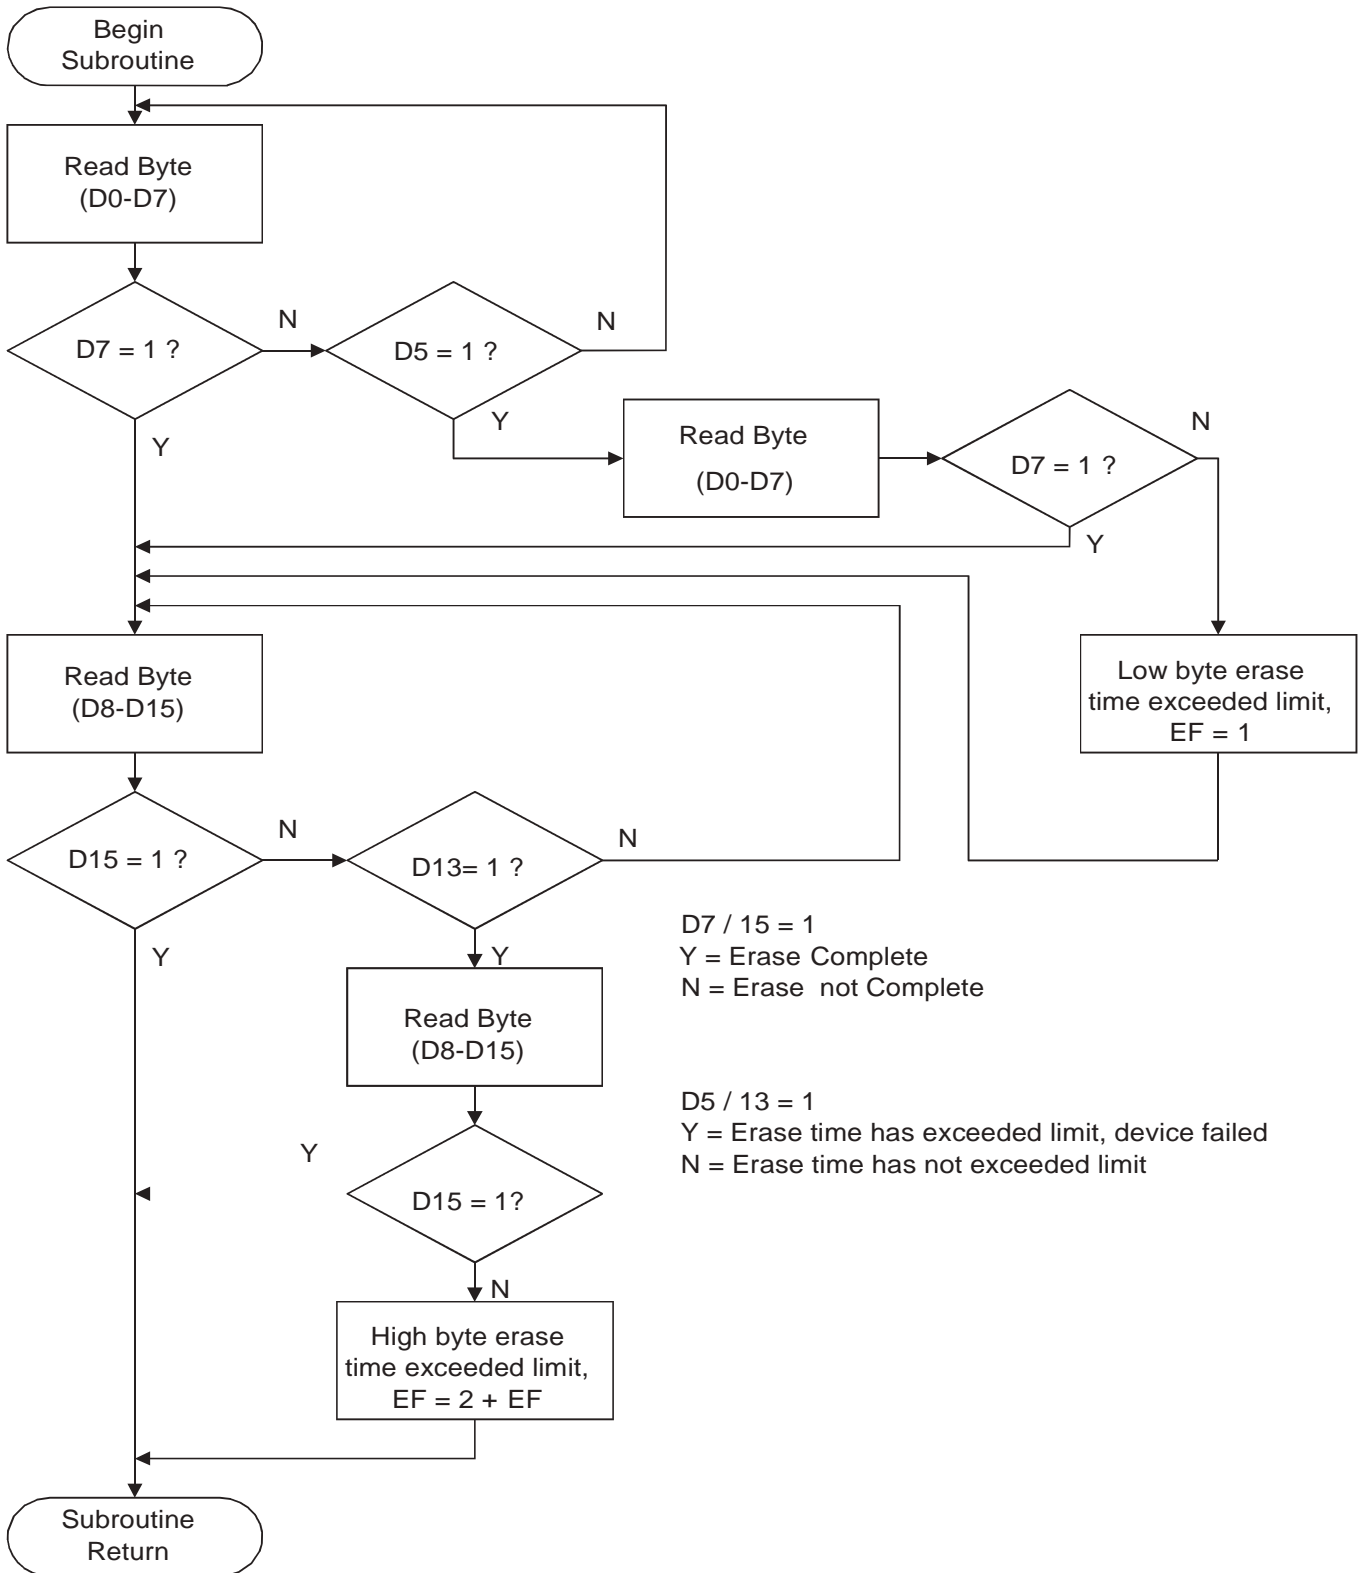 Begin
Subroutine
Read Byte
(D0-D7)
D7 = 1 ?
N
D5 = 1 ?
N
Y
Y
Read Byte
(D0-D7)
D7 = 1 ?
N
Y
Low byte erase
time exceeded limit,
EF = 1
Read Byte
(D8-D15)
D15 = 1 ?
N
D13= 1 ?
N
Y
Y
Read Byte
(D8-D15)
D7 / 15 = 1
Y = Erase Complete
N = Erase not Complete
D5 / 13 = 1
Y = Erase time has exceeded limit, device failed
N = Erase time has not exceeded limit
Y
D15 = 1?
N
High byte erase
time exceeded limit,
EF = 2 + EF
Subroutine
Return